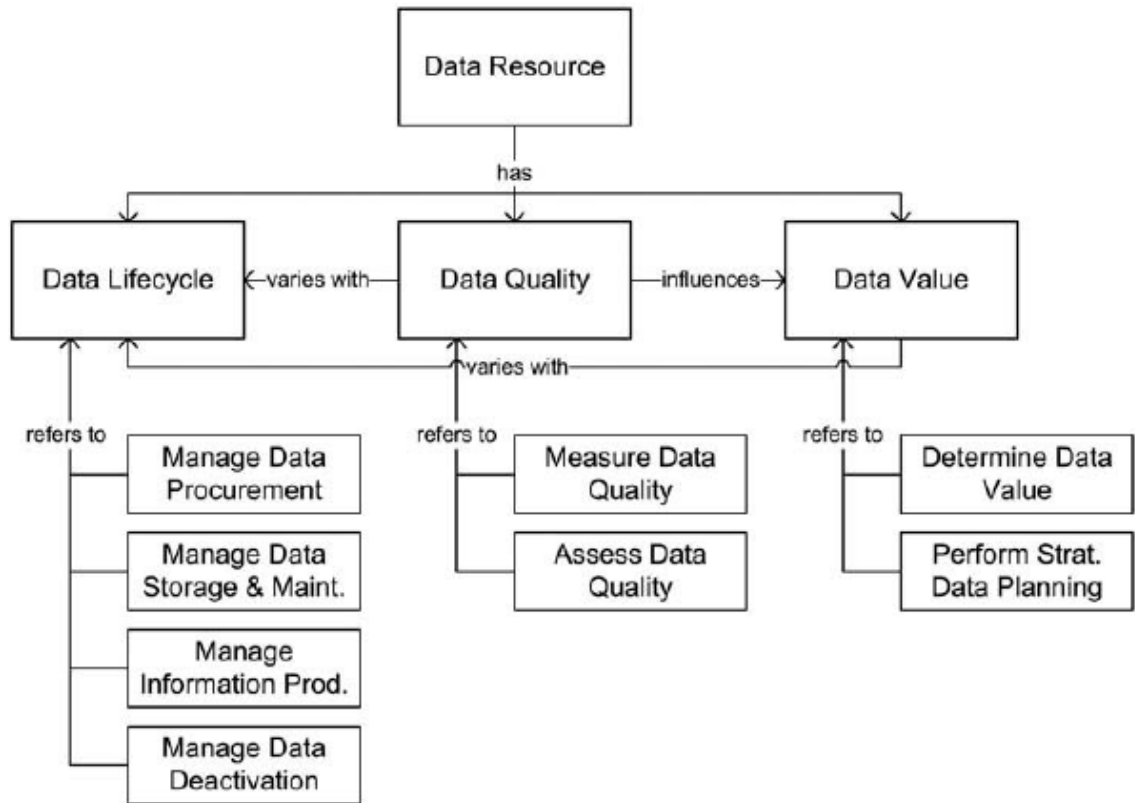 Data Resource
has
Data Lifecycle
varies with
Data Quality
influences
Data Value
varies with
refers to
Manage Data
Procurement
Manage Data
Storage & Maint.
Manage
Information Prod.
Manage Data
Deactivation
refers to
Measure Data
Quality
Assess Data
Quality
refers to
Determine Data
Value
Perform Strat.
Data Planning